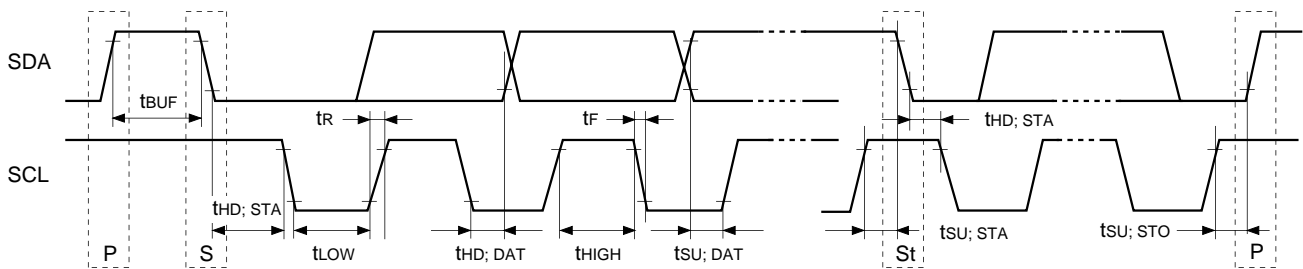 SDA
tBUF
tR
tF
tHD; STA
SCL
tHD; STA
tLOW
tHD; DAT
tHIGH
tSU; DAT
tSU; STA
tSU; STO
P
S
St
P